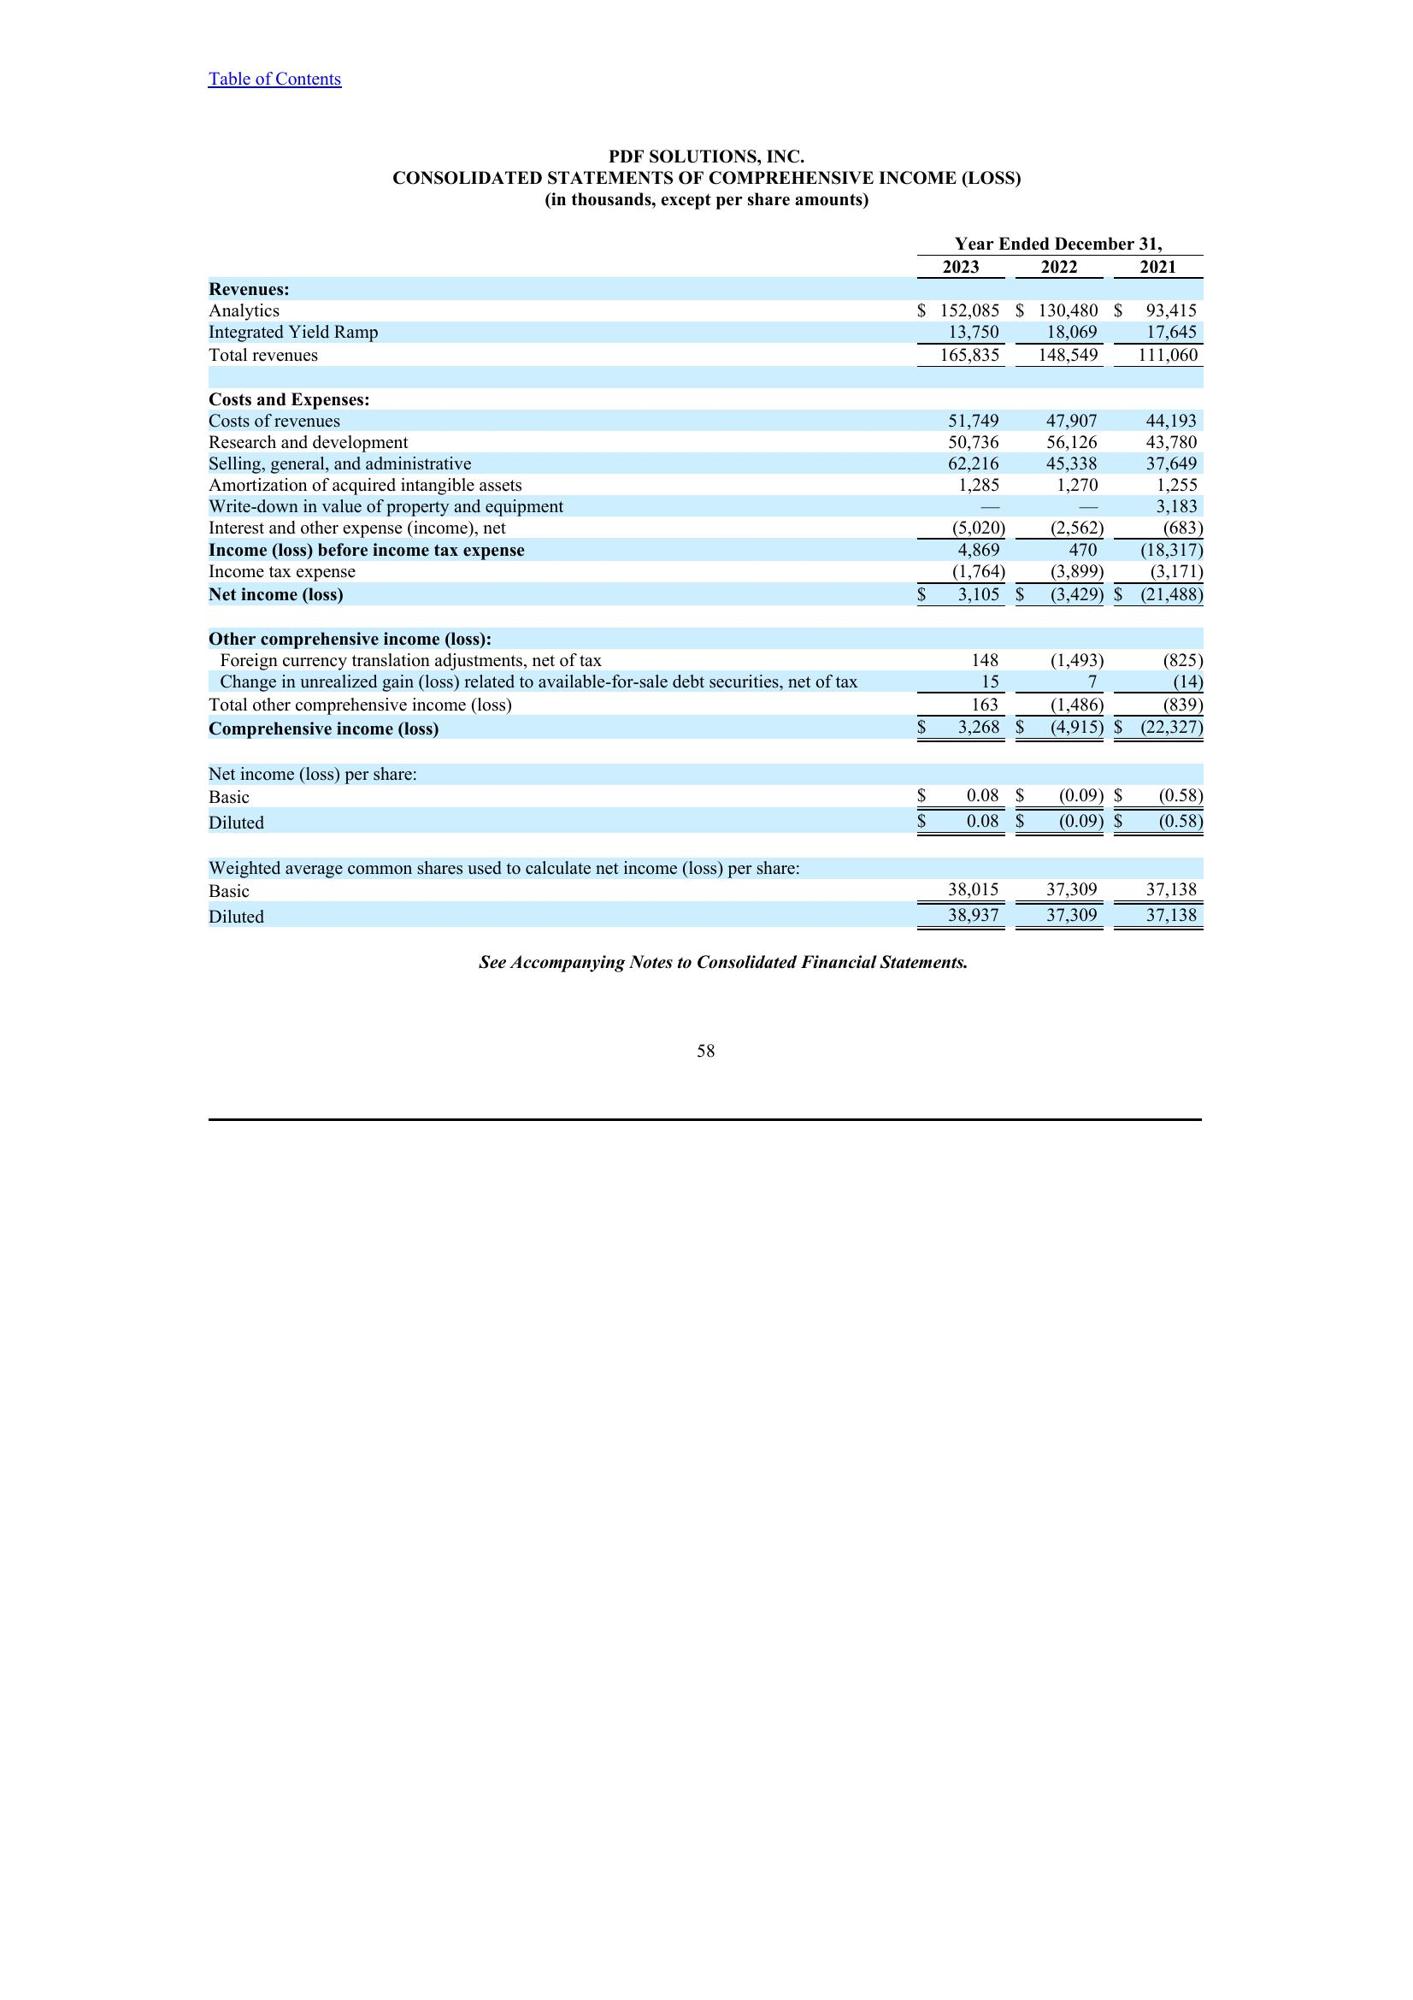 Table of Contents
PDF SOLUTIONS, INC.
CONSOLIDATED STATEMENTS OF COMPREHENSIVE INCOME (LOSS)
(in thousands, except per share amounts)
Year Ended December 31,
2023 2022 2021
Revenues:
Analytics $ 152,085 $ 130,480 $ 93,415
Integrated Yield Ramp 13,750 18,069 17,645
Total revenues 165,835 148,549 111,060
Costs and Expenses:
Costs of revenues 51,749 47,907 44,193
Research and development 50,736 56,126 43,780
Selling, general, and administrative 62,216 45,338 37,649
Amortization of acquired intangible assets 1,285 1,270 1,255
Write-down in value of property and equipment — — 3,183
Interest and other expense (income), net (5,020) (2,562) (683)
Income (loss) before income tax expense 4,869 470 (18,317)
Income tax expense (1,764) (3,899) (3,171)
Net income (loss) $ 3,105 $ (3,429) $ (21,488)
Other comprehensive income (loss):
Foreign currency translation adjustments, net of tax 148 (1,493) (825)
Change in unrealized gain (loss) related to available-for-sale debt securities, net of tax 15 7 (14)
Total other comprehensive income (loss) 163 (1,486) (839)
Comprehensive income (loss) $ 3,268 $ (4,915) $ (22,327)
Net income (loss) per share:
Basic $ 0.08 $ (0.09) $ (0.58)
Diluted $ 0.08 $ (0.09) $ (0.58)
Weighted average common shares used to calculate net income (loss) per share:
Basic 38,015 37,309 37,138
Diluted 38,937 37,309 37,138
See Accompanying Notes to Consolidated Financial Statements.
58